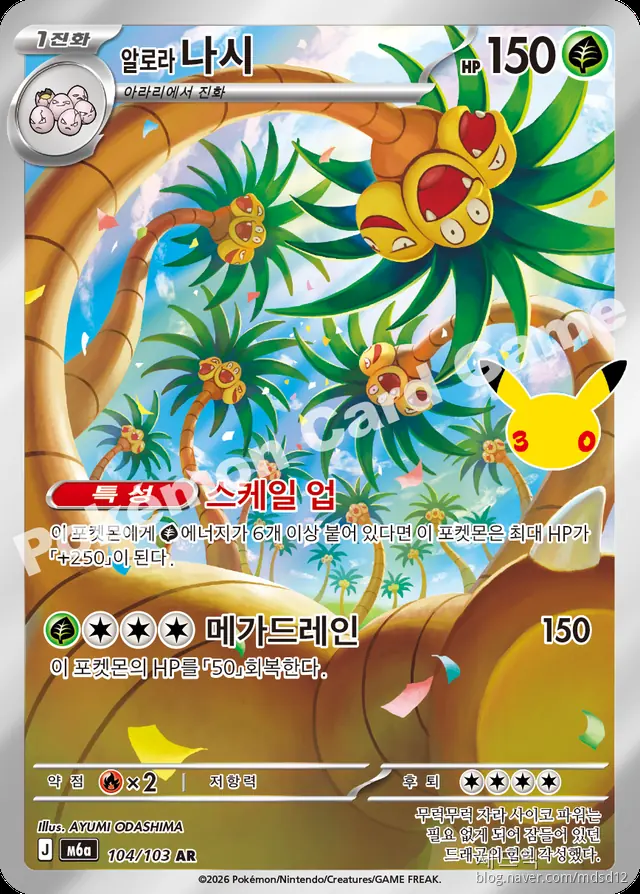 1진화
알로라 나시
HP 150
아라리에서 진화
Pokémon Card Game
30
특성 스케일 업
이 포켓몬에게 에너지가 6개 이상 붙어 있다면 이 포켓몬은 최대 HP가
「+250」이 된다.
메가드레인 150
이 포켓몬의 HP를 「50」회복한다.
약점 ×2 저항력 후퇴
Illus. AYUMI ODASHIMA
무럭무럭 자라 사이코 파워는
필요 없게 되어 잠들어 있던
드래곤의 힘이 각성했다.
J M6a 104/103 AR
©2026 Pokémon/Nintendo/Creatures/GAME FREAK.
blog.naver.com/mdsd12